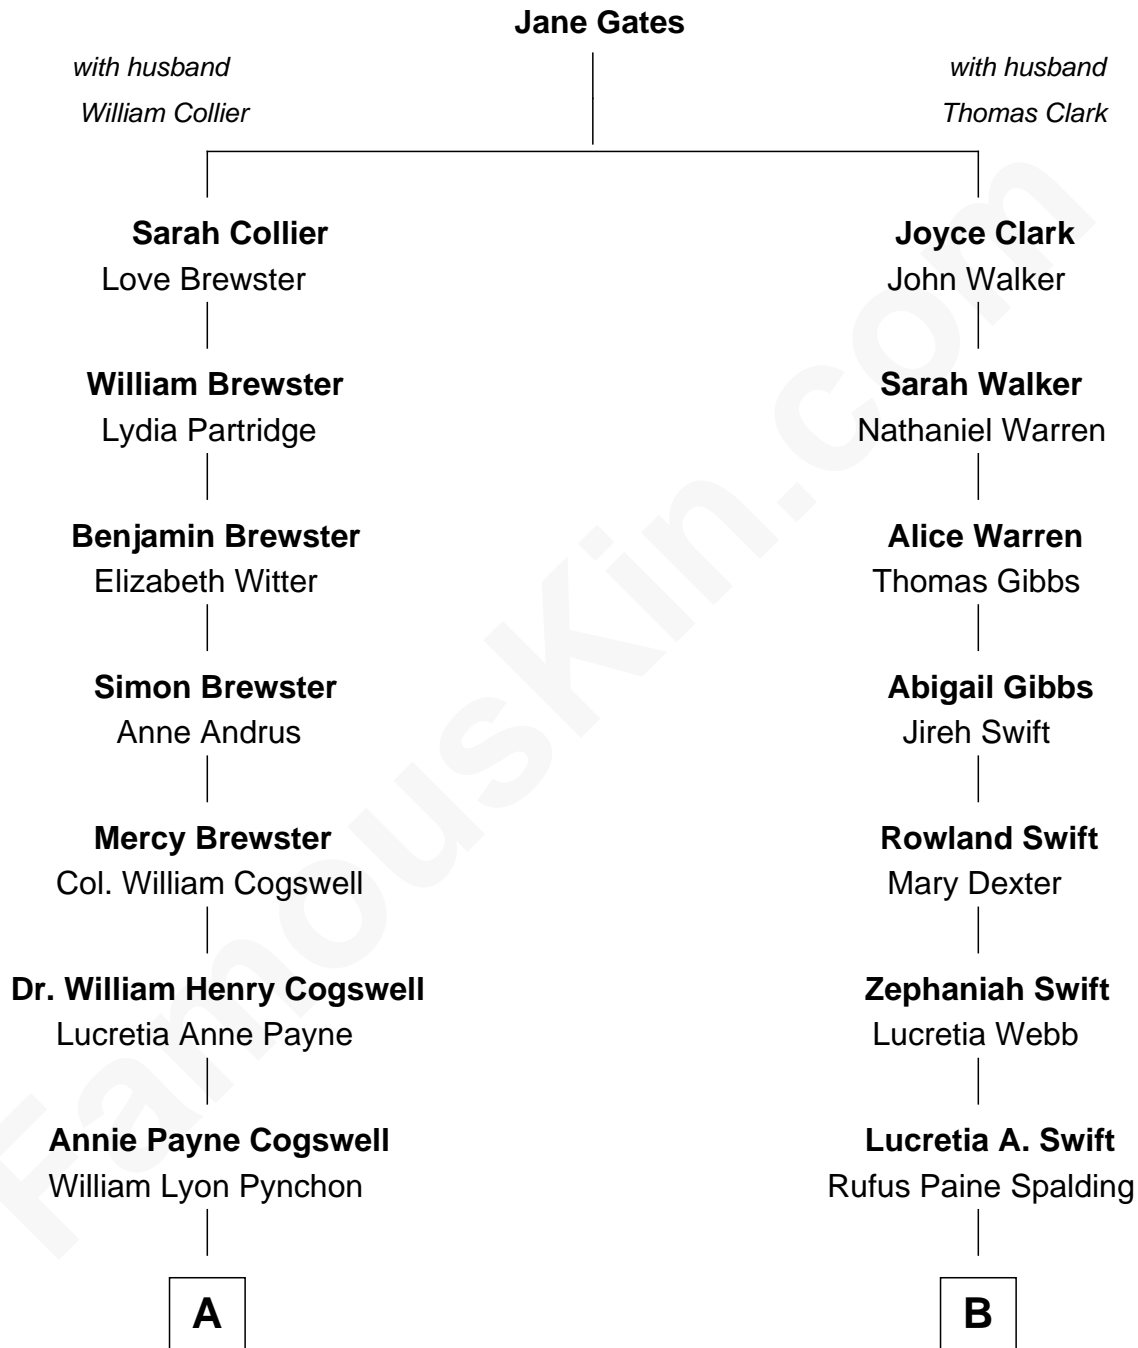 Jane Gates
with husband
William Collier
with husband
Thomas Clark
Sarah Collier
Love Brewster
Joyce Clark
John Walker
William Brewster
Lydia Partridge
Sarah Walker
Nathaniel Warren
Benjamin Brewster
Elizabeth Witter
Alice Warren
Thomas Gibbs
Simon Brewster
Anne Andrus
Abigail Gibbs
Jireh Swift
Mercy Brewster
Col. William Cogswell
Rowland Swift
Mary Dexter
Dr. William Henry Cogswell
Lucretia Anne Payne
Zephaniah Swift
Lucretia Webb
Annie Payne Cogswell
William Lyon Pynchon
Lucretia A. Swift
Rufus Paine Spalding
A
B
FamousKin.com